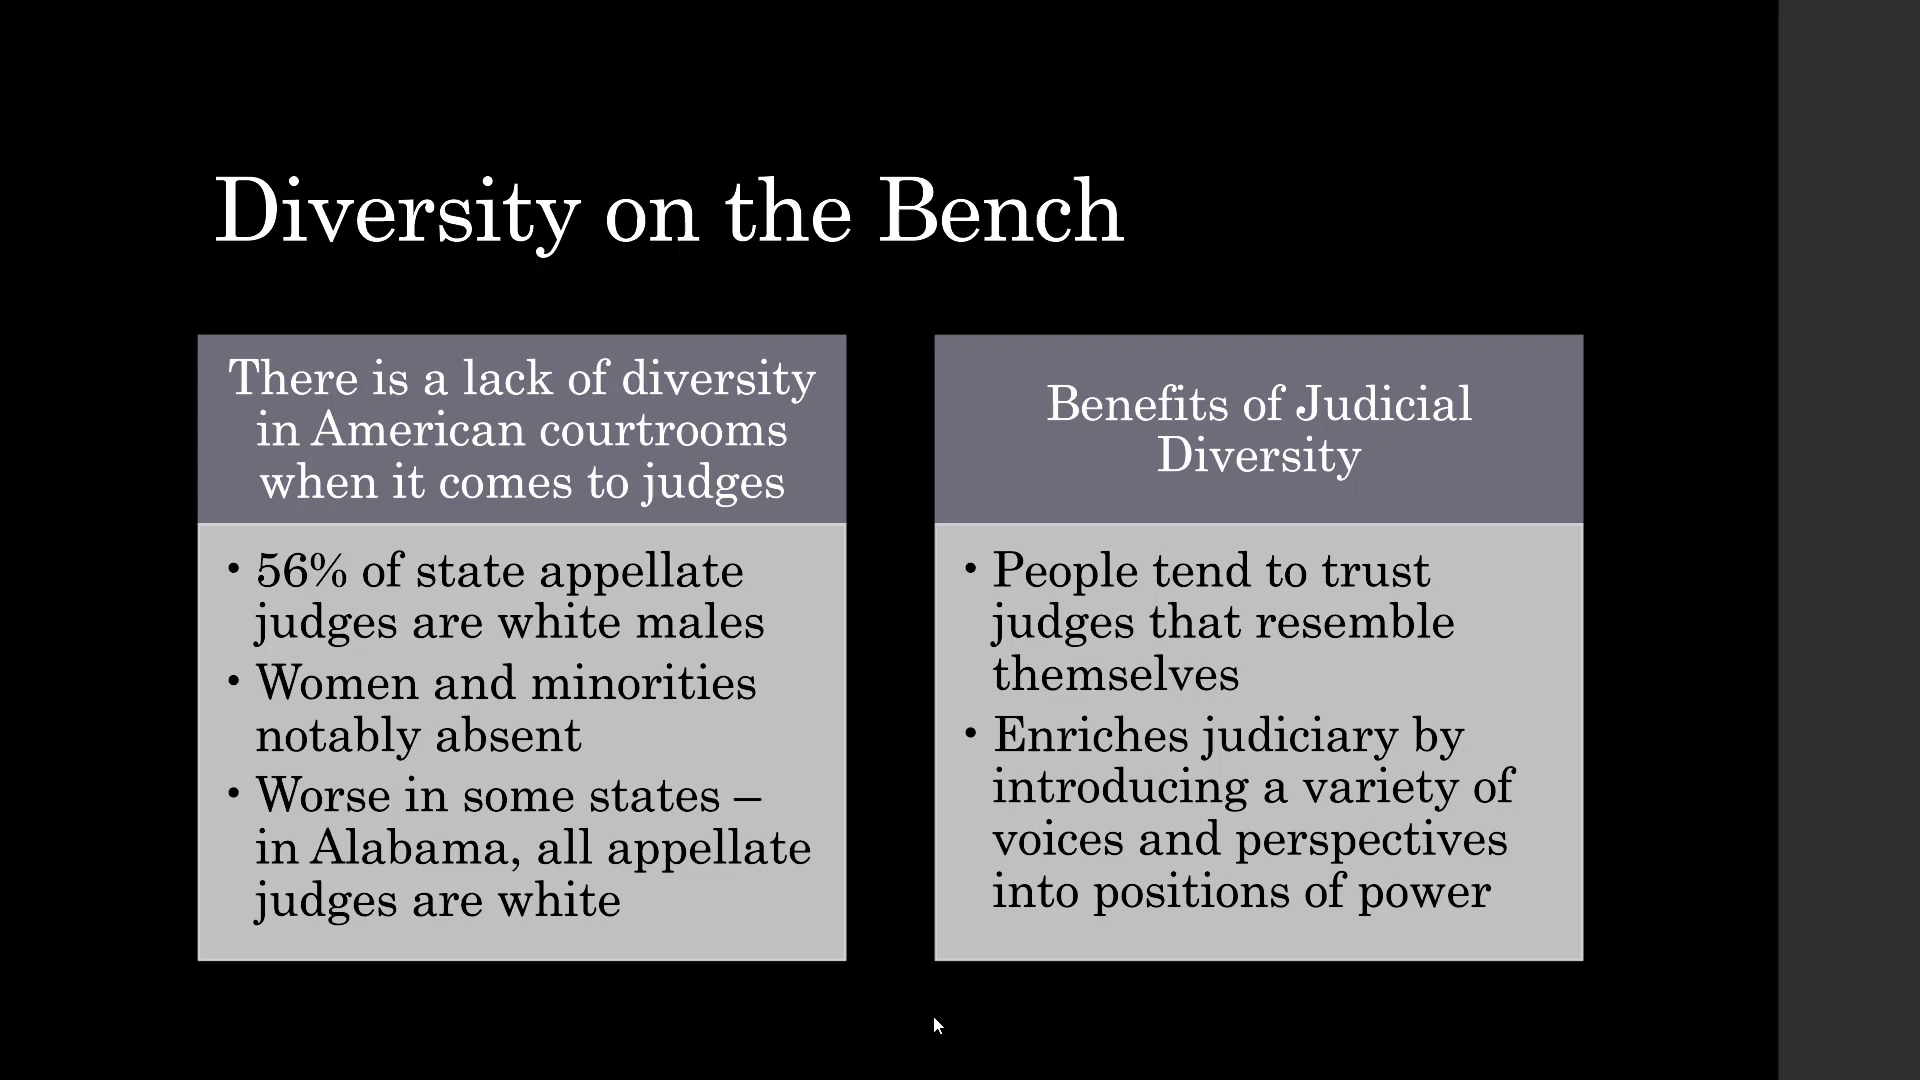 Diversity on the Bench
There is a lack of diversity
in American courtrooms
when it comes to judges
• 56% of state appellate
judges are white males
• Women and minorities
notably absent
• Worse in some states –
in Alabama, all appellate
judges are white
Benefits of Judicial
Diversity
• People tend to trust
judges that resemble
themselves
• Enriches judiciary by
introducing a variety of
voices and perspectives
into positions of power